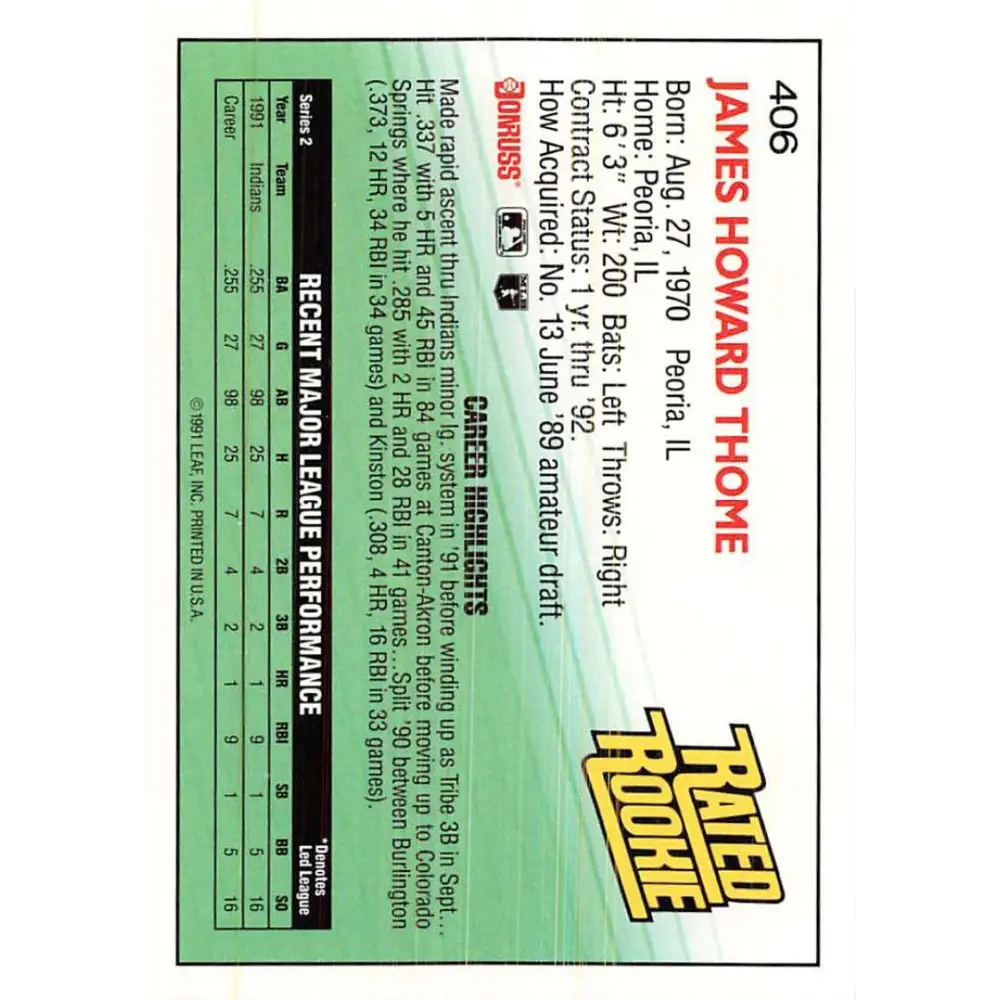 406
JAMES HOWARD THOME
Born: Aug. 27, 1970 Peoria, IL
Home: Peoria, IL
Ht: 6'3" Wt: 200 Bats: Left Throws: Right
Contract Status: 1 yr. thru '92.
How Acquired: No. 13 June '89 amateur draft.
RATED
ROOKIE
DONRUSS
CAREER HIGHLIGHTS
Made rapid ascent thru Indians minor lg. system in '91 before winding up as Tribe 3B in Sept...
Hit .337 with 5 HR and 45 RBI in 84 games at Canton-Akron before moving up to Colorado
Springs where he hit .285 with 2 HR and 28 RBI in 41 games...Split '90 between Burlington
(.373, 12 HR, 34 RBI in 34 games) and Kinston (.308, 4 HR, 16 RBI in 33 games).
Series 2 RECENT MAJOR LEAGUE PERFORMANCE *Denotes
Led League
Year Team BA G AB H R 2B 3B HR RBI SB BB SO
1991 Indians .255 27 98 25 7 4 2 1 9 1 5 16
Career .255 27 98 25 7 4 2 1 9 1 5 16
©1991 LEAF, INC. PRINTED IN U.S.A.